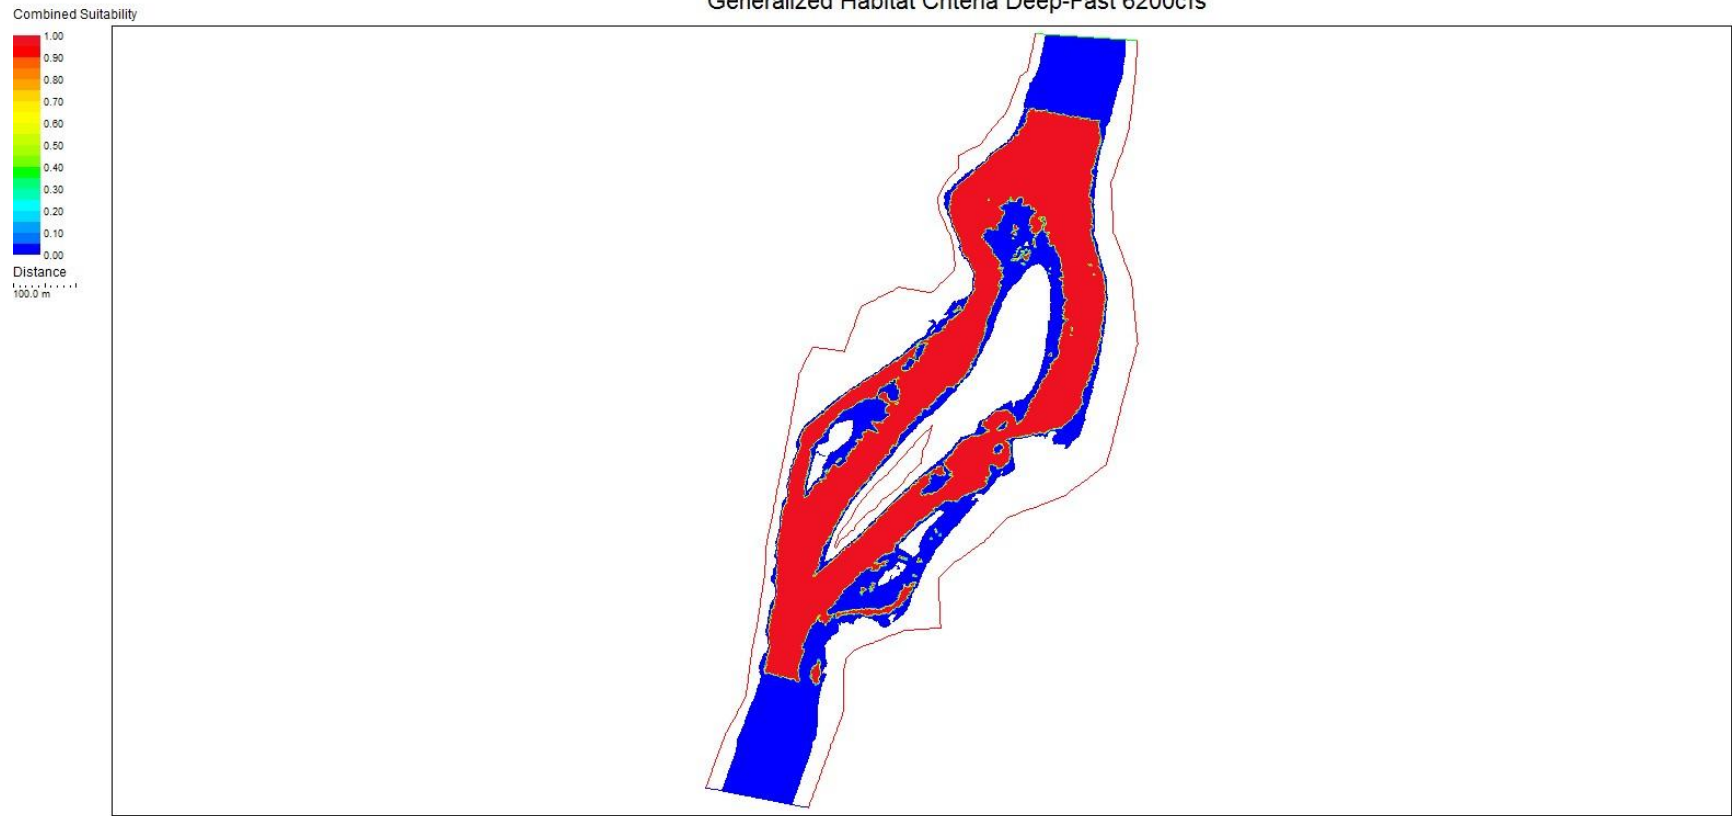 Generalized Habitat Criteria Deep-Fast 6200cfs
Combined Suitability
1.00
0.90
0.80
0.70
0.60
0.50
0.40
0.30
0.20
0.10
0.00
Distance
100.0 m